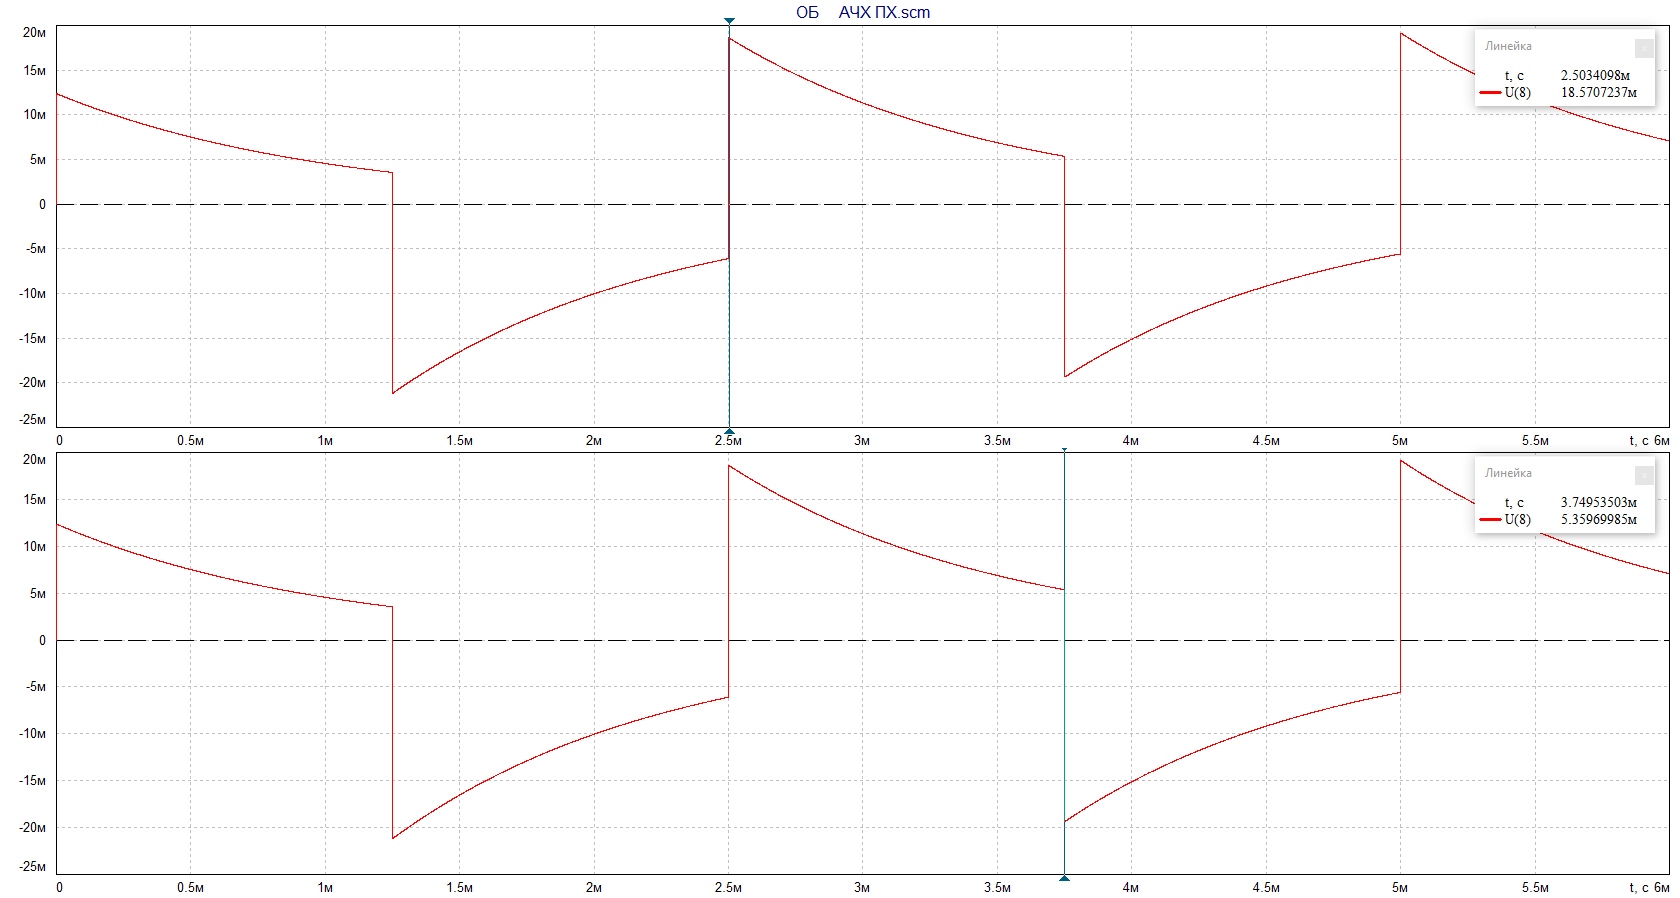 ОБ АЧХ ПХ.scm
20м
15м
10м
5м
0
-5м
-10м
-15м
-20м
-25м
Линейка
t, с 2.5034098м
U(8) 18.5707237м
0 0.5м 1м 1.5м 2м 2.5м 3м 3.5м 4м 4.5м 5м 5.5м t, с 6м
20м
15м
10м
5м
0
-5м
-10м
-15м
-20м
-25м
Линейка
t, с 3.74953503м
U(8) 5.35969985м
0 0.5м 1м 1.5м 2м 2.5м 3м 3.5м 4м 4.5м 5м 5.5м t, с 6м